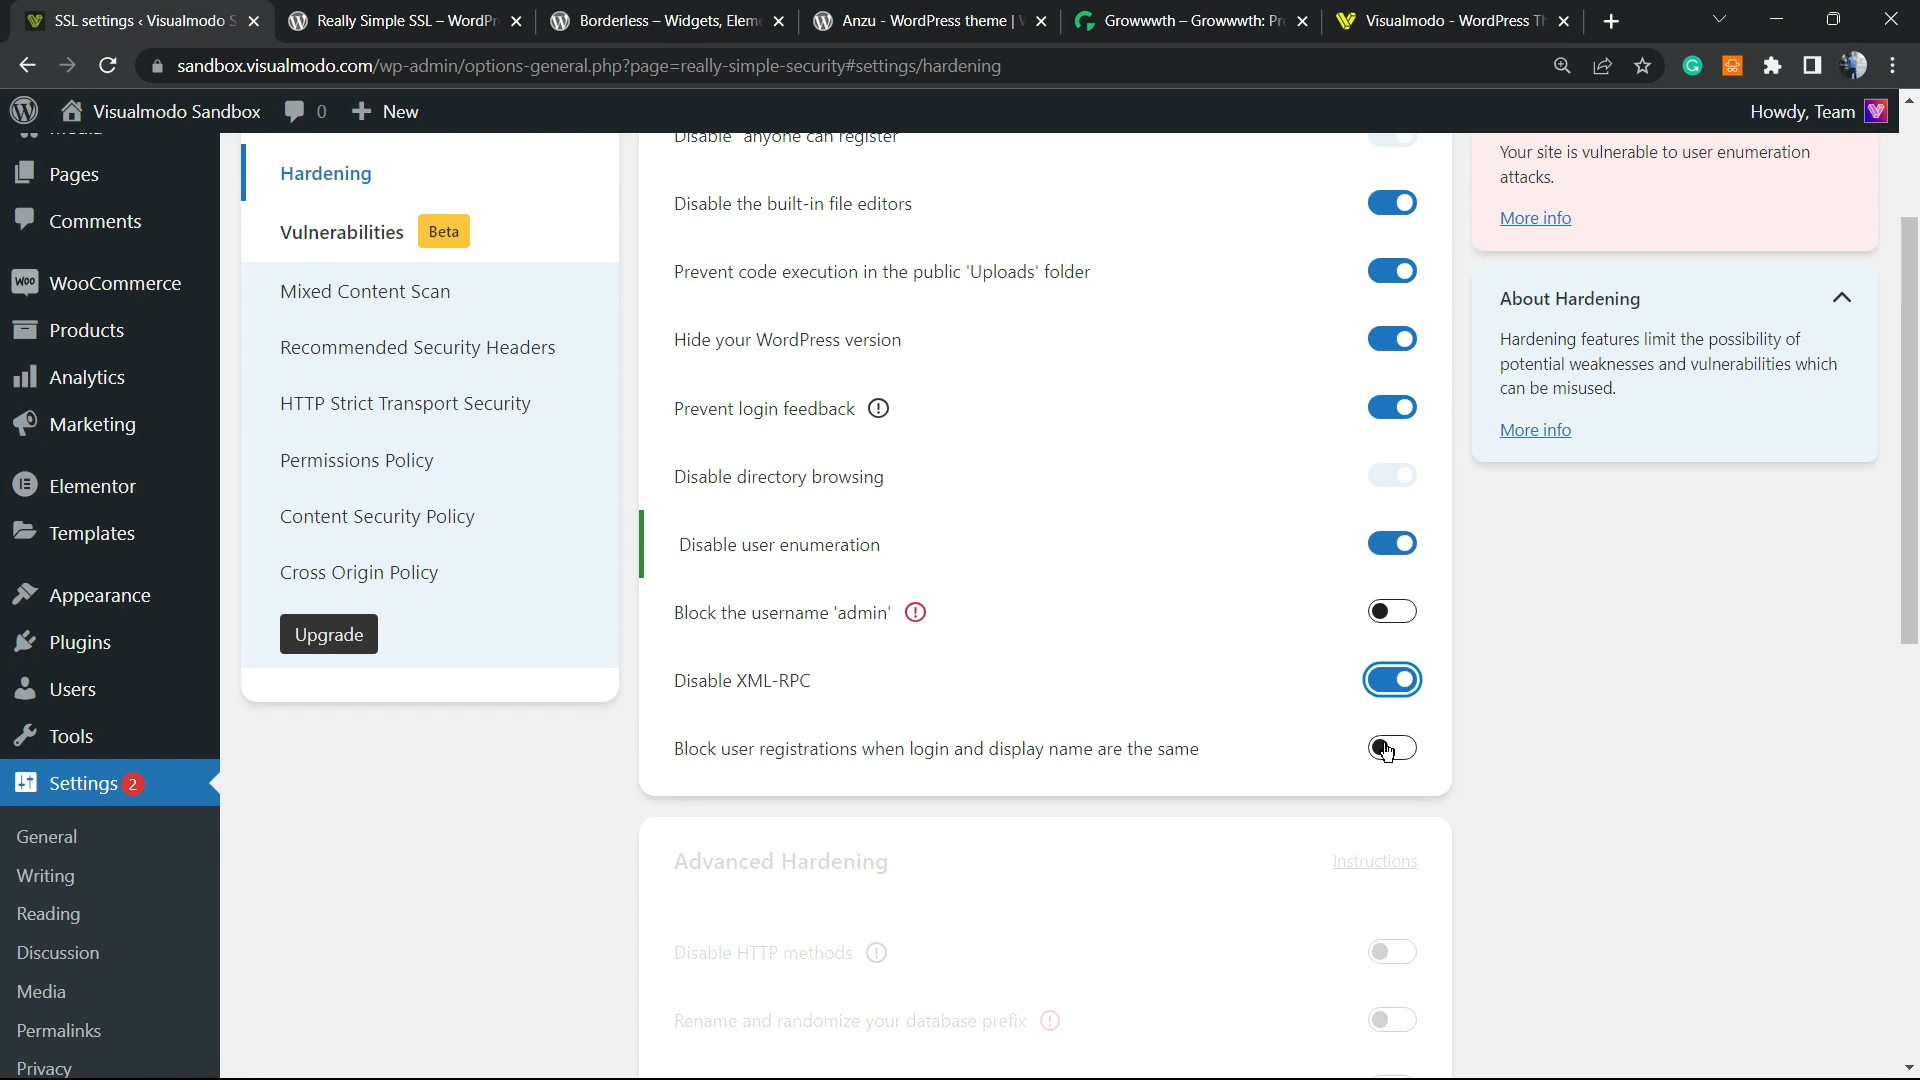 SSL settings ‹ Visualmodo S
Really Simple SSL – WordPr
Borderless – Widgets, Elem
Anzu - WordPress theme |
Growwwth – Growwwth: Pr
Visualmodo - WordPress Th
sandbox.visualmodo.com/wp-admin/options-general.php?page=really-simple-security#settings/hardening
Visualmodo Sandbox
0
New
Howdy, Team
Pages
Comments
WooCommerce
Products
Analytics
Marketing
Elementor
Templates
Appearance
Plugins
Users
Tools
Settings 2
General
Writing
Reading
Discussion
Media
Permalinks
Privacy
Hardening
Vulnerabilities Beta
Mixed Content Scan
Recommended Security Headers
HTTP Strict Transport Security
Permissions Policy
Content Security Policy
Cross Origin Policy
Upgrade
Disable "anyone can register"
Disable the built-in file editors
Prevent code execution in the public 'Uploads' folder
Hide your WordPress version
Prevent login feedback
Disable directory browsing
Disable user enumeration
Block the username 'admin'
Disable XML-RPC
Block user registrations when login and display name are the same
Advanced Hardening
Instructions
Disable HTTP methods
Rename and randomize your database prefix
Your site is vulnerable to user enumeration
attacks.
More info
About Hardening
Hardening features limit the possibility of
potential weaknesses and vulnerabilities which
can be misused.
More info